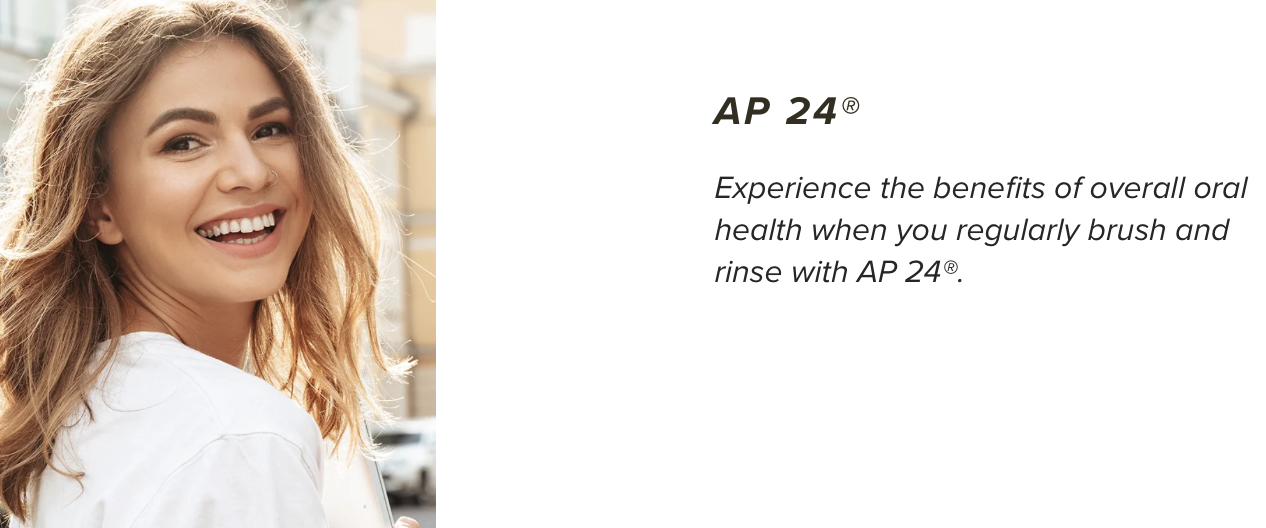 AP 24®
Experience the benefits of overall oral
health when you regularly brush and
rinse with AP 24®.